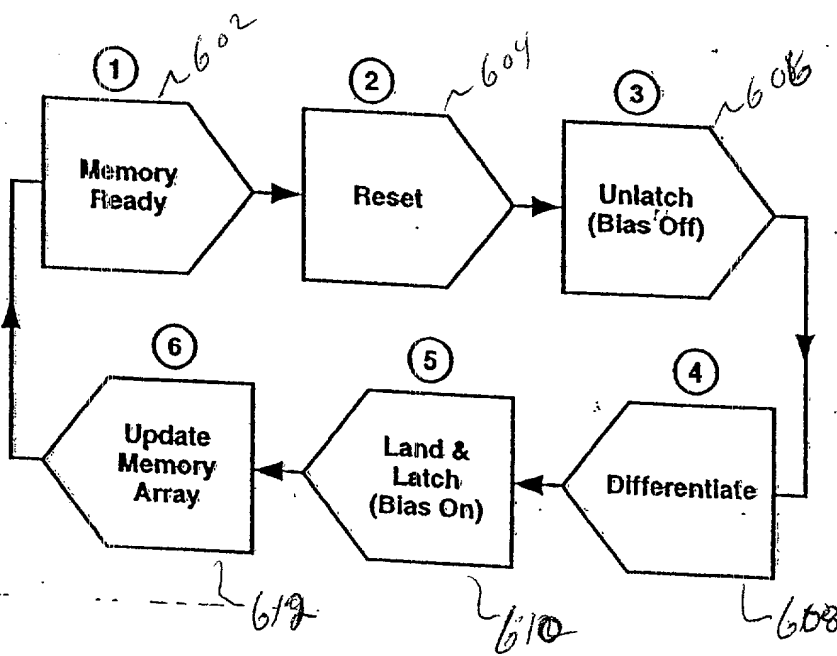 1
602
Memory
Ready
2
604
Reset
3
606
Unlatch
(Bias Off)
6
Update
Memory
Array
612
5
Land &
Latch
(Bias On)
610
4
Differentiate
608